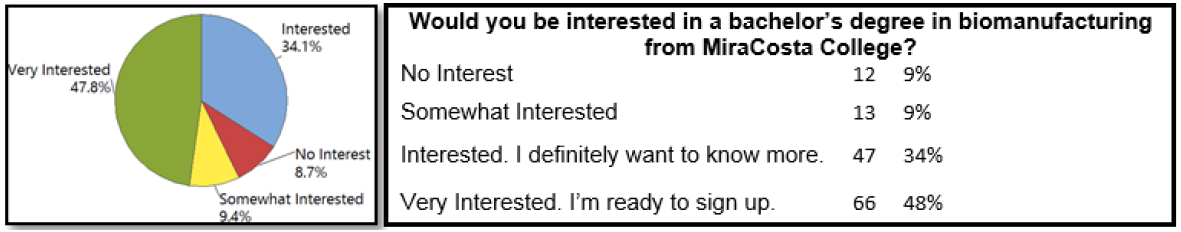 Interested
34.1%
Very Interested
47.8%
No Interest
8.7%
Somewhat Interested
9.4%
Would you be interested in a bachelor's degree in biomanufacturing
from MiraCosta College?
No Interest 12 9%
Somewhat Interested 13 9%
Interested. I definitely want to know more. 47 34%
Very Interested. I'm ready to sign up. 66 48%